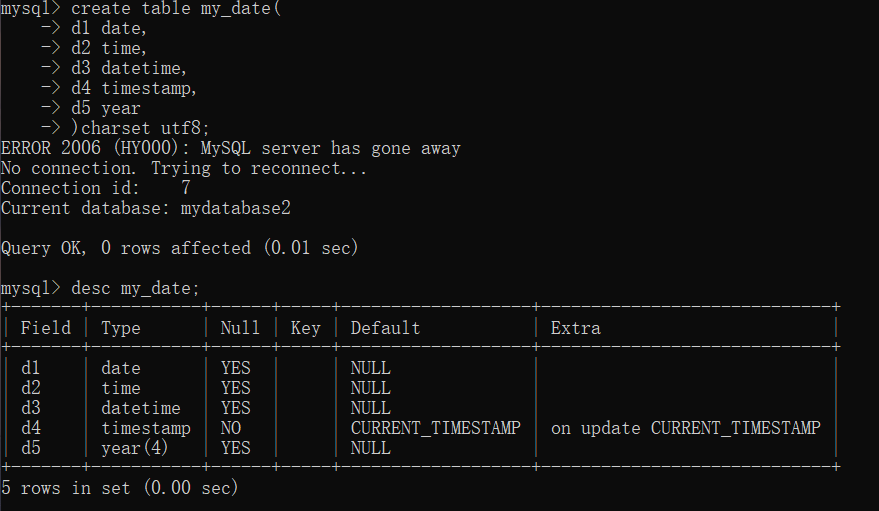 mysql> create table my_date(
    -> d1 date,
    -> d2 time,
    -> d3 datetime,
    -> d4 timestamp,
    -> d5 year
    -> )charset utf8;
ERROR 2006 (HY000): MySQL server has gone away
No connection. Trying to reconnect...
Connection id:    7
Current database: mydatabase2

Query OK, 0 rows affected (0.01 sec)

mysql> desc my_date;
+-------+-----------+------+-----+-------------------+-----------------------------+
| Field | Type      | Null | Key | Default           | Extra                       |
+-------+-----------+------+-----+-------------------+-----------------------------+
| d1    | date      | YES  |     | NULL              |                             |
| d2    | time      | YES  |     | NULL              |                             |
| d3    | datetime  | YES  |     | NULL              |                             |
| d4    | timestamp | NO   |     | CURRENT_TIMESTAMP | on update CURRENT_TIMESTAMP |
| d5    | year(4)   | YES  |     | NULL              |                             |
+-------+-----------+------+-----+-------------------+-----------------------------+
5 rows in set (0.00 sec)